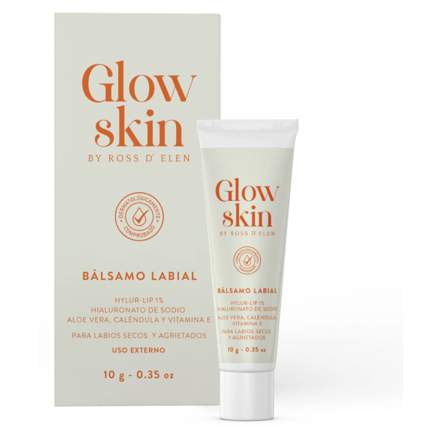 Glow
skin
BY ROSS D' ELEN
DERMATOLÓGICAMENTE
COMPROBADO
BÁLSAMO LABIAL
HYLUR-LIP 1%
HIALURONATO DE SODIO
ALOE VERA, CALÉNDULA Y VITAMINA E
PARA LABIOS SECOS Y AGRIETADOS
USO EXTERNO
10 g - 0.35 oz
Glow
skin
BY ROSS D' ELEN
BÁLSAMO LABIAL
HYLUR-LIP 1%
HIALURONATO DE SODIO
ALOE VERA, CALÉNDULA
VITAMINA E
PARA LABIOS SECOS
Y AGRIETADOS
10 g - 0.35 oz